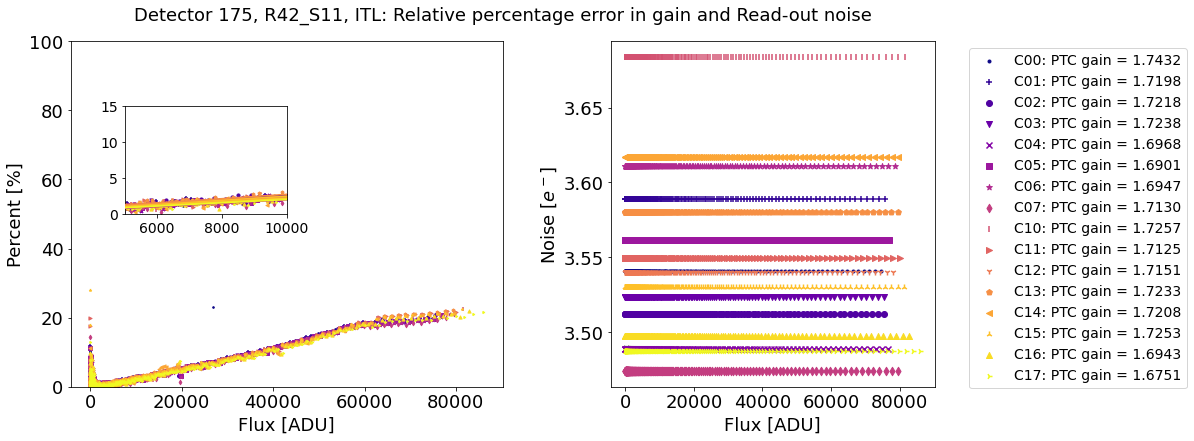 Detector 175, R42_S11, ITL: Relative percentage error in gain and Read-out noise
Percent [%]
100
80
60
40
20
0
15
10
5
0
6000 8000 10000
0 20000 40000 60000 80000
Flux [ADU]
Noise [e⁻]
3.65
3.60
3.55
3.50
0 20000 40000 60000 80000
Flux [ADU]
C00: PTC gain = 1.7432
C01: PTC gain = 1.7198
C02: PTC gain = 1.7218
C03: PTC gain = 1.7238
C04: PTC gain = 1.6968
C05: PTC gain = 1.6901
C06: PTC gain = 1.6947
C07: PTC gain = 1.7130
C10: PTC gain = 1.7257
C11: PTC gain = 1.7125
C12: PTC gain = 1.7151
C13: PTC gain = 1.7233
C14: PTC gain = 1.7208
C15: PTC gain = 1.7253
C16: PTC gain = 1.6943
C17: PTC gain = 1.6751